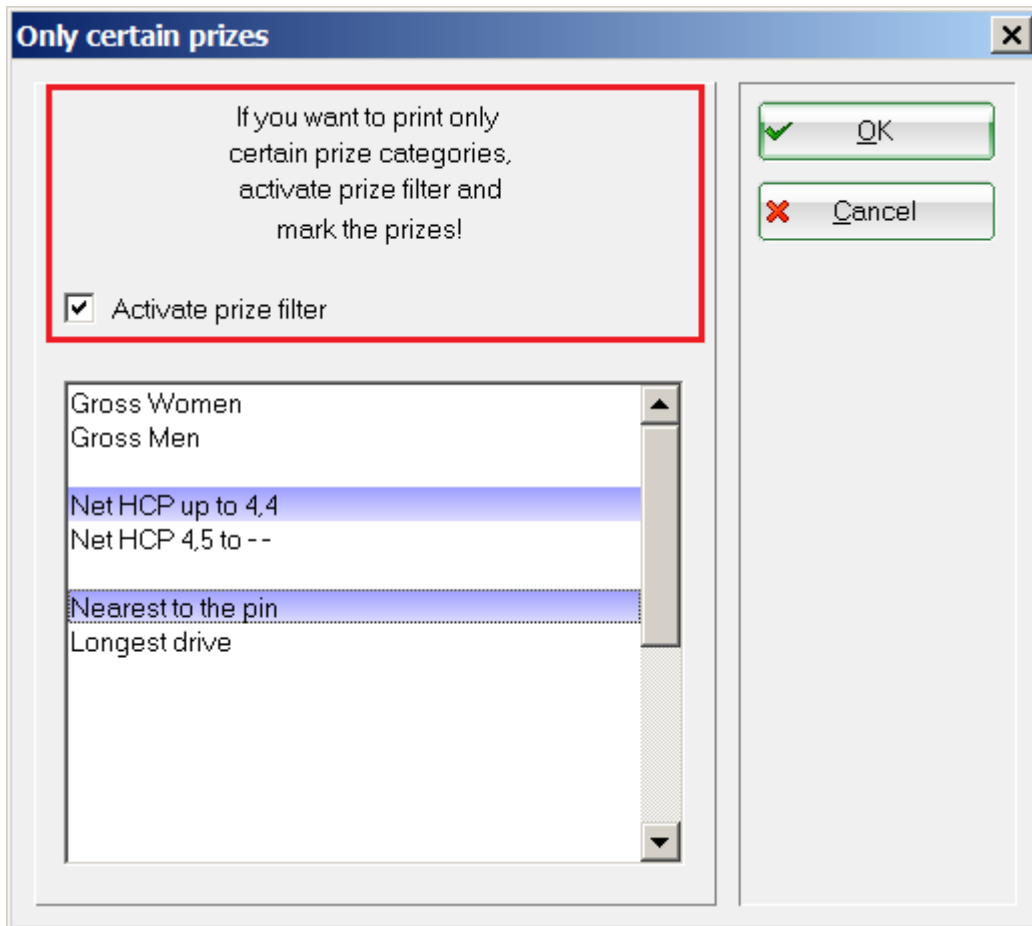 Only certain prizes
If you want to print only
certain prize categories,
activate prize filter and
mark the prizes!
Activate prize filter
Gross Women
Gross Men
Net HCP up to 4,4
Net HCP 4,5 to --
Nearest to the pin
Longest drive
OK
Cancel